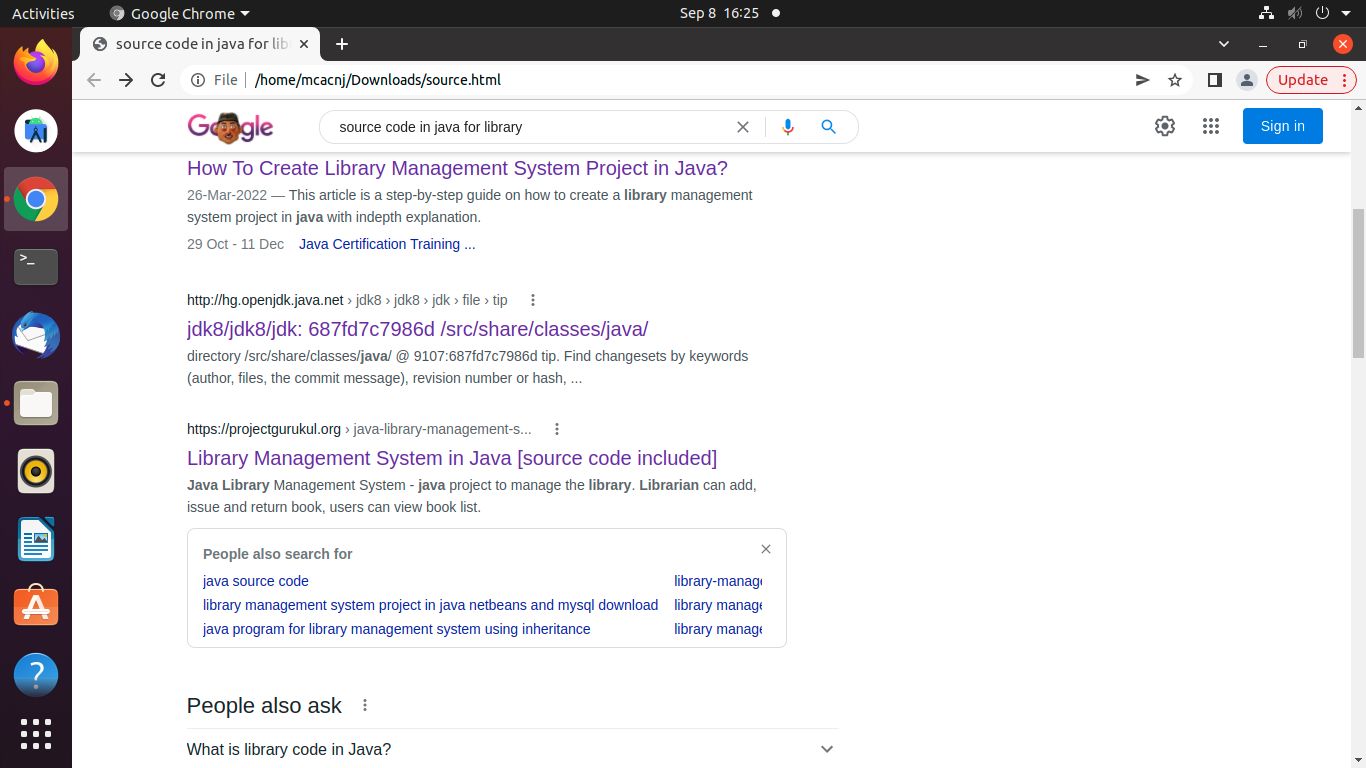 Activities
Google Chrome
Sep 8 16:25
source code in java for lib
File
/home/mcacnj/Downloads/source.html
Update
Google
source code in java for library
Sign in
How To Create Library Management System Project in Java?
26-Mar-2022 — This article is a step-by-step guide on how to create a library management
system project in java with indepth explanation.
29 Oct - 11 Dec Java Certification Training ...
http://hg.openjdk.java.net › jdk8 › jdk8 › jdk › file › tip
jdk8/jdk8/jdk: 687fd7c7986d /src/share/classes/java/
directory /src/share/classes/java/ @ 9107:687fd7c7986d tip. Find changesets by keywords
(author, files, the commit message), revision number or hash, ...
https://projectgurukul.org › java-library-management-s...
Library Management System in Java [source code included]
Java Library Management System - java project to manage the library. Librarian can add,
issue and return book, users can view book list.
People also search for
java source code
library-manage
library management system project in java netbeans and mysql download
library manage
java program for library management system using inheritance
library manage
People also ask
What is library code in Java?